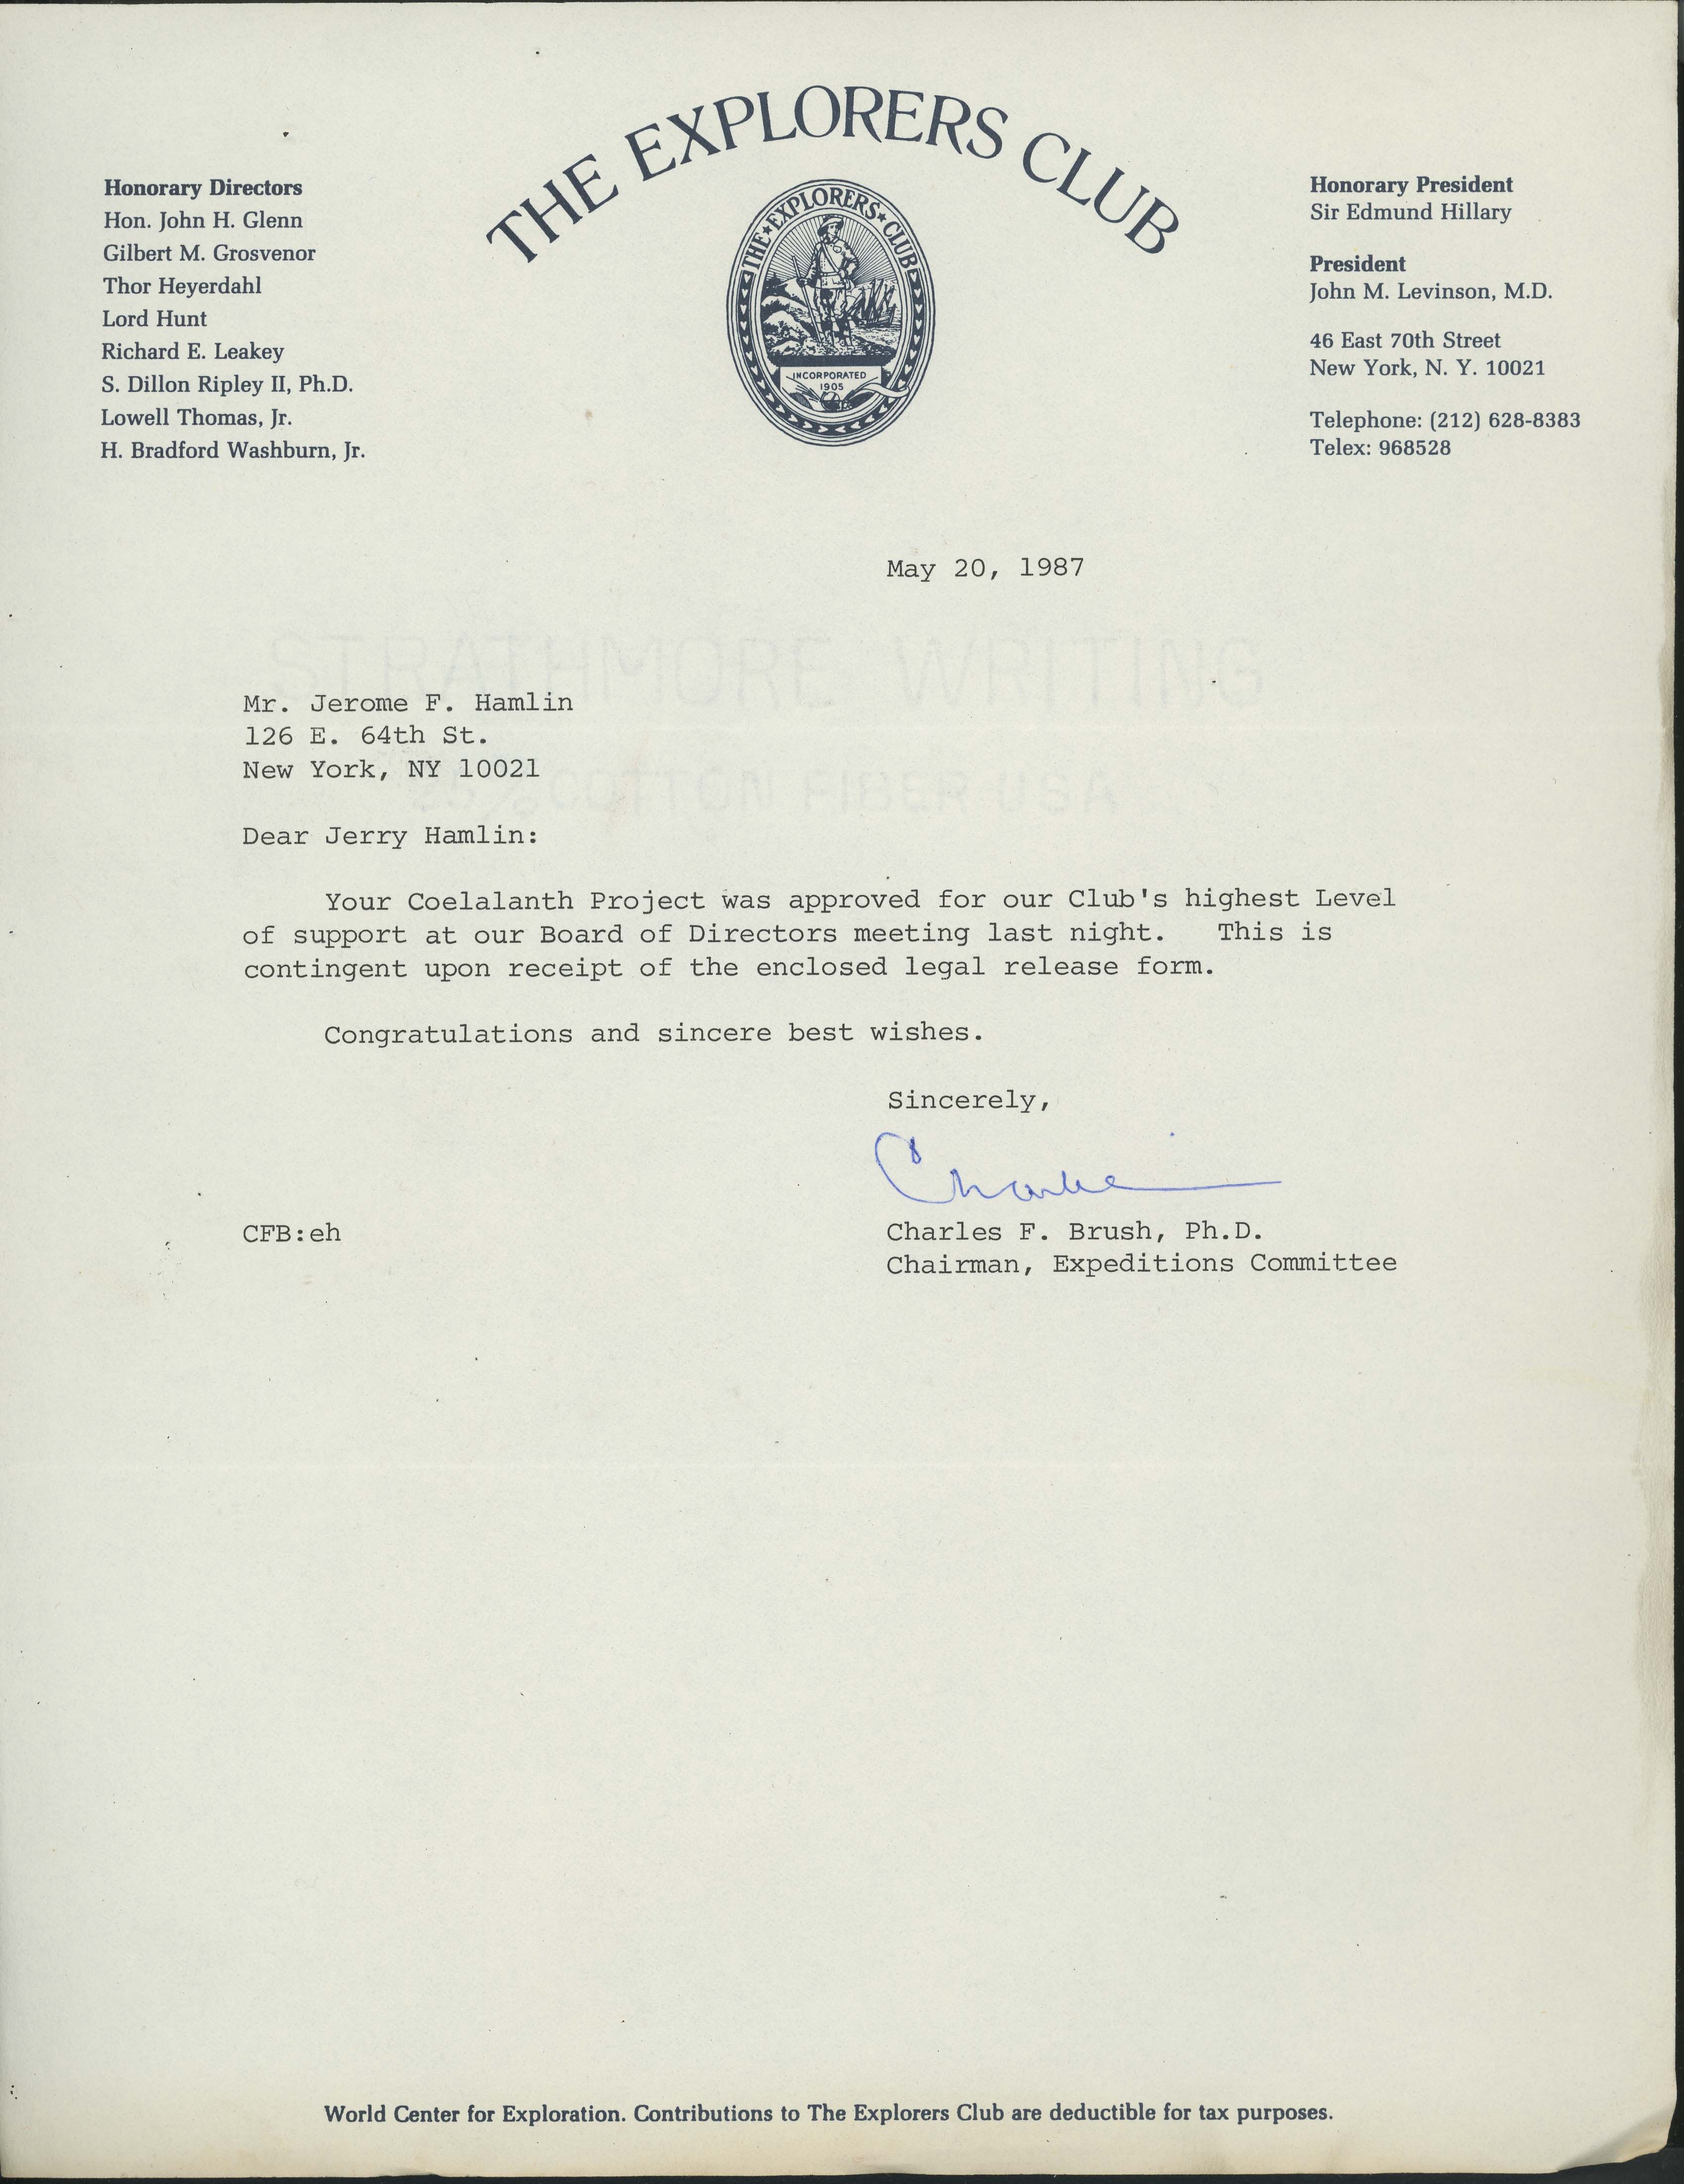 THE EXPLORERS CLUB
THE EXPLORERS CLUB
INCORPORATED
1905
Honorary Directors
Hon. John H. Glenn
Gilbert M. Grosvenor
Thor Heyerdahl
Lord Hunt
Richard E. Leakey
S. Dillon Ripley II, Ph.D.
Lowell Thomas, Jr.
H. Bradford Washburn, Jr.
Honorary President
Sir Edmund Hillary
President
John M. Levinson, M.D.
46 East 70th Street
New York, N. Y. 10021
Telephone: (212) 628-8383
Telex: 968528
May 20, 1987
STRATHMORE WRITING
25% COTTON FIBER USA
Mr. Jerome F. Hamlin
126 E. 64th St.
New York, NY 10021
Dear Jerry Hamlin:
Your Coelalanth Project was approved for our Club's highest Level
of support at our Board of Directors meeting last night. This is
contingent upon receipt of the enclosed legal release form.
Congratulations and sincere best wishes.
Sincerely,
Charlie
CFB:eh
Charles F. Brush, Ph.D.
Chairman, Expeditions Committee
World Center for Exploration. Contributions to The Explorers Club are deductible for tax purposes.